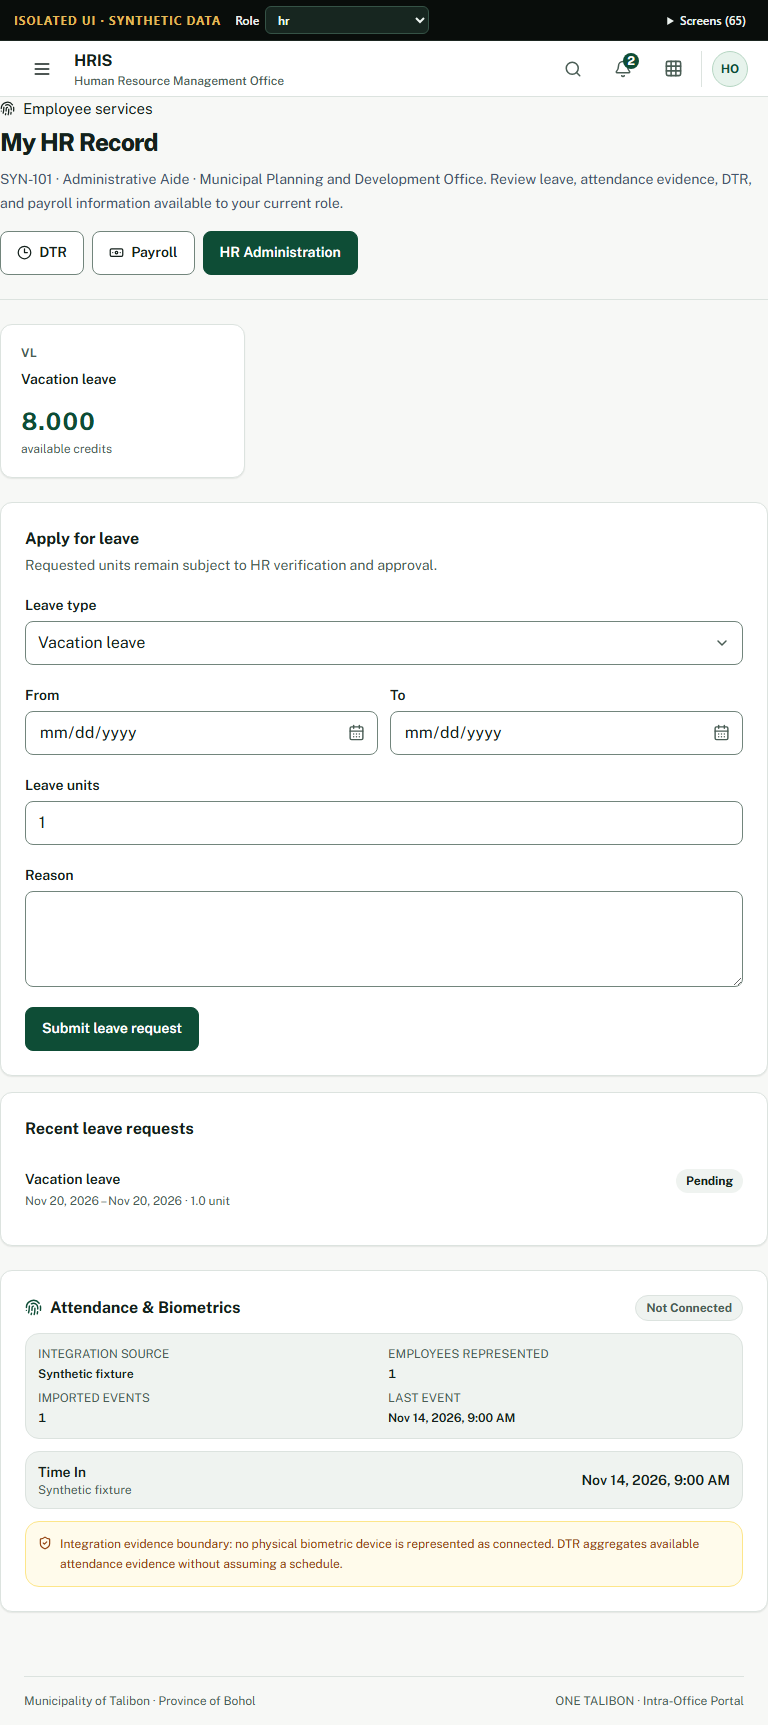 ISOLATED UI · SYNTHETIC DATA Role hr Screens (65)
HRIS
Human Resource Management Office
2
HO
Employee services
My HR Record
SYN-101 · Administrative Aide · Municipal Planning and Development Office. Review leave, attendance evidence, DTR,
and payroll information available to your current role.
DTR Payroll HR Administration
VL
Vacation leave
8.000
available credits
Apply for leave
Requested units remain subject to HR verification and approval.
Leave type
Vacation leave
From To
mm/dd/yyyy mm/dd/yyyy
Leave units
1
Reason
Submit leave request
Recent leave requests
Vacation leave Pending
Nov 20, 2026–Nov 20, 2026 · 1.0 unit
Attendance & Biometrics Not Connected
INTEGRATION SOURCE EMPLOYEES REPRESENTED
Synthetic fixture 1
IMPORTED EVENTS LAST EVENT
1 Nov 14, 2026, 9:00 AM
Time In Nov 14, 2026, 9:00 AM
Synthetic fixture
Integration evidence boundary: no physical biometric device is represented as connected. DTR aggregates available
attendance evidence without assuming a schedule.
Municipality of Talibon · Province of Bohol ONE TALIBON · Intra-Office Portal